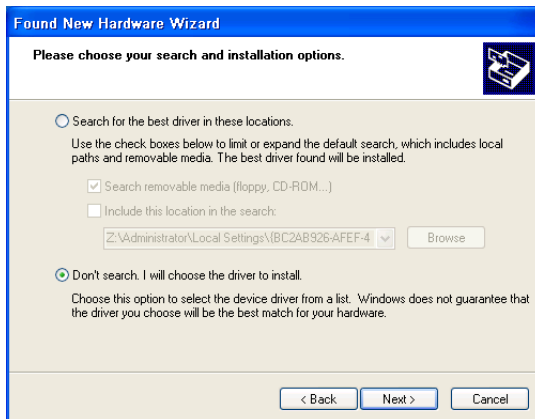 Found New Hardware Wizard
Please choose your search and installation options.
Search for the best driver in these locations.
Use the check boxes below to limit or expand the default search, which includes local
paths and removable media. The best driver found will be installed.
Search removable media (floppy, CD-ROM...)
Include this location in the search:
Z:\Administrator\Local Settings\{BC2AB926-AFEF-4
Browse
Don't search. I will choose the driver to install.
Choose this option to select the device driver from a list. Windows does not guarantee that
the driver you choose will be the best match for your hardware.
< Back Next > Cancel